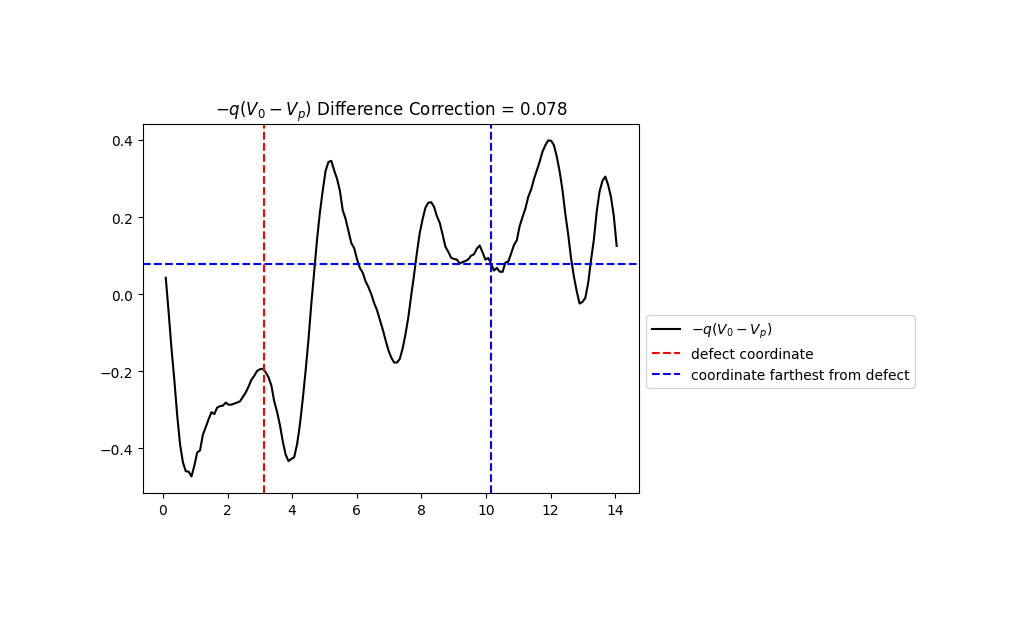 −q(V₀ − Vₚ) Difference Correction = 0.078
0.4
0.2
0.0
−0.2
−0.4
0 2 4 6 8 10 12 14
−q(V₀ − Vₚ)
defect coordinate
coordinate farthest from defect